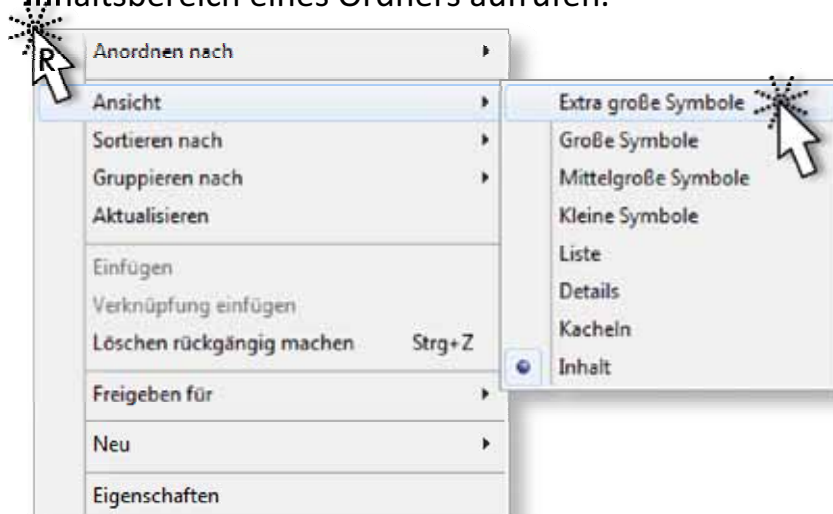 Inhaltsbereich eines Ordners aufrufen.
R
Anordnen nach
Ansicht
Sortieren nach
Gruppieren nach
Aktualisieren
Einfügen
Verknüpfung einfügen
Löschen rückgängig machen Strg+Z
Freigeben für
Neu
Eigenschaften
Extra große Symbole
Große Symbole
Mittelgroße Symbole
Kleine Symbole
Liste
Details
Kacheln
Inhalt